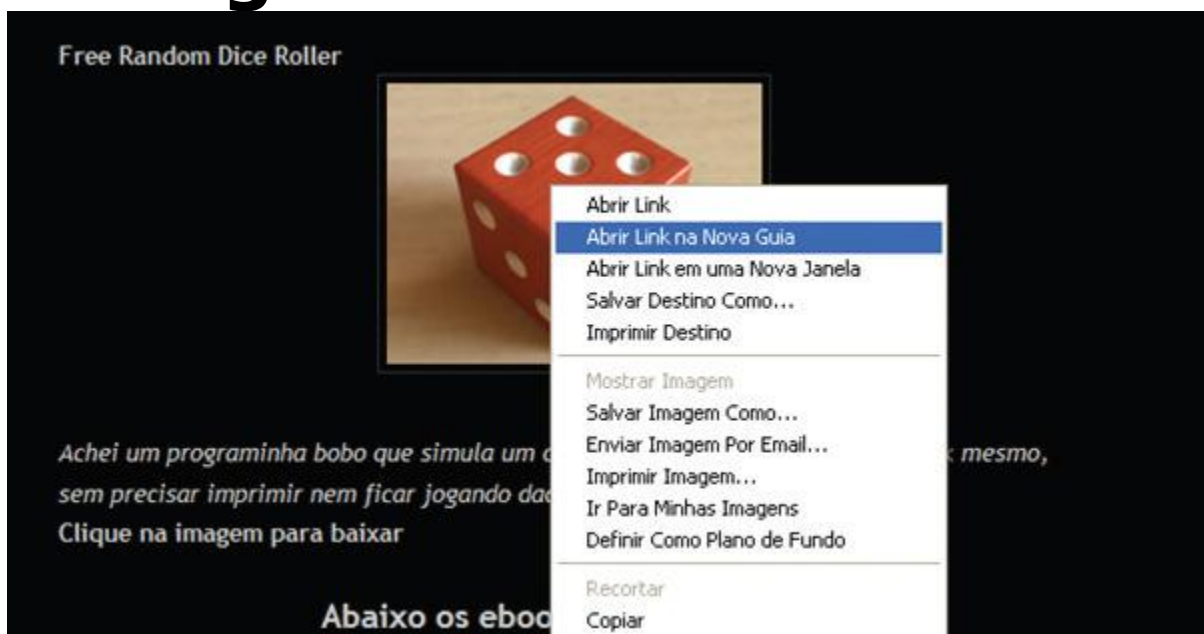 Free Random Dice Roller
Abrir Link
Abrir Link na Nova Guia
Abrir Link em uma Nova Janela
Salvar Destino Como...
Imprimir Destino
Mostrar Imagem
Salvar Imagem Como...
Enviar Imagem Por Email...
Imprimir Imagem...
Ir Para Minhas Imagens
Definir Como Plano de Fundo
Recortar
Copiar
Achei um programinha bobo que simula um mesmo,
sem precisar imprimir nem ficar jogando
Clique na imagem para baixar
Abaixo os